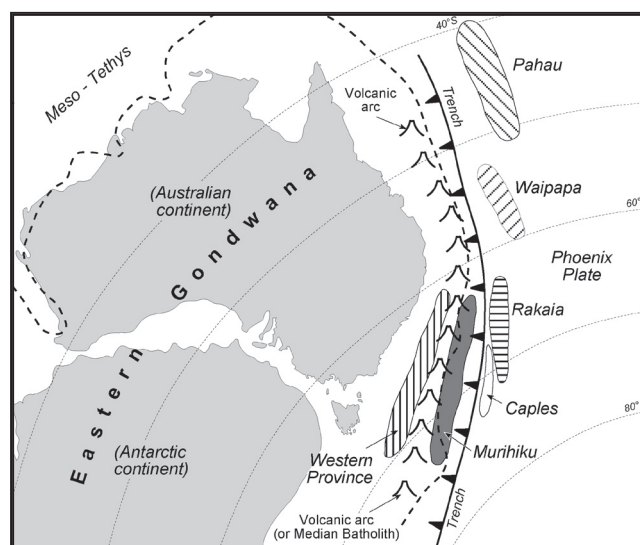 40°S
Meso - Tethys
Pahau
Volcanic
arc
Trench
(Australian
continent)
Waipapa
60°
Eastern Gondwana
Phoenix
Plate
Rakaia
Caples
80°
(Antarctic
continent)
Western
Province
Murihiku
Volcanic arc
(or Median Batholith)
Trench